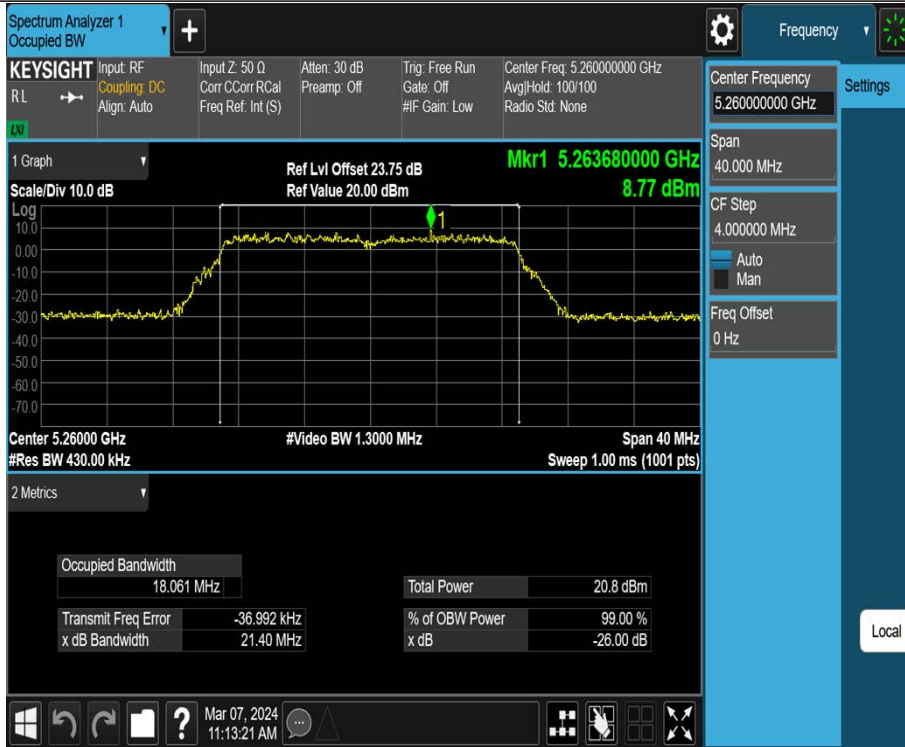 Spectrum Analyzer 1
Occupied BW
+
Frequency
KEYSIGHT
RL
LXI
Input: RF
Coupling: DC
Align: Auto
Input Z: 50 Ω
Corr CCorr RCal
Freq Ref: Int (S)
Atten: 30 dB
Preamp: Off
Trig: Free Run
Gate: Off
#IF Gain: Low
Center Freq: 5.260000000 GHz
Avg|Hold: 100/100
Radio Std: None
Center Frequency
5.260000000 GHz
Settings
Span
40.000 MHz
CF Step
4.000000 MHz
Auto
Man
Freq Offset
0 Hz
1 Graph
Scale/Div 10.0 dB
Ref Lvl Offset 23.75 dB
Ref Value 20.00 dBm
Mkr1 5.263680000 GHz
8.77 dBm
Log
10.0
0.00
-10.0
-20.0
-30.0
-40.0
-50.0
-60.0
-70.0
1
Center 5.26000 GHz
#Video BW 1.3000 MHz
Span 40 MHz
#Res BW 430.00 kHz
Sweep 1.00 ms (1001 pts)
2 Metrics
Occupied Bandwidth
18.061 MHz
Total Power 20.8 dBm
Transmit Freq Error -36.992 kHz
% of OBW Power 99.00 %
x dB Bandwidth 21.40 MHz
x dB -26.00 dB
Local
?
Mar 07, 2024
11:13:21 AM